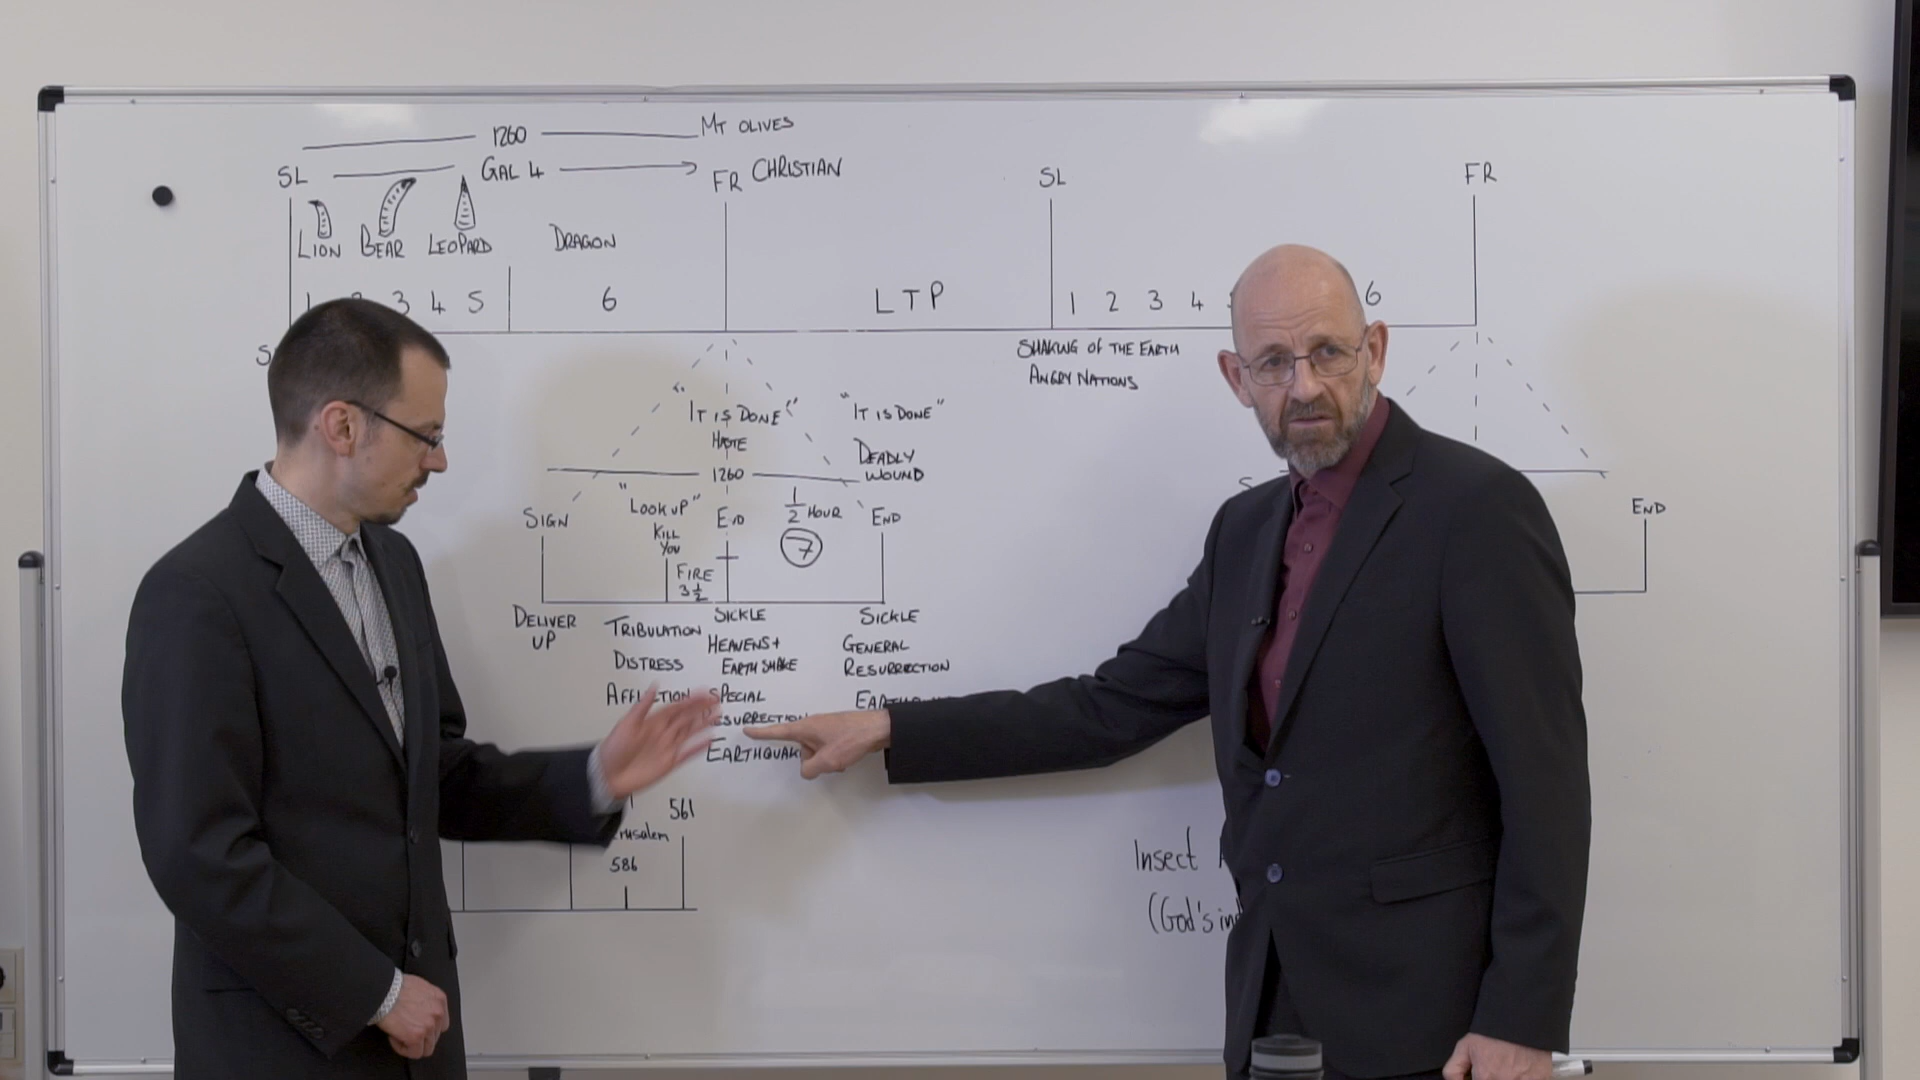 1260
MT OLIVES
SL
GAL 4
FR CHRISTIAN
LION BEAR LEOPARD
DRAGON
3 4 5
6
LTP
SL
FR
1 2 3 4
6
SHAKING OF THE EARTH
ANGRY NATIONS
"IT IS DONE"
HASTE
1260
"IT IS DONE"
DEADLY
WOUND
SIGN
"LOOK UP"
KILL
YOU
END
1/2 HOUR
7
END
FIRE
3 1/2
DELIVER
UP
TRIBULATION
DISTRESS
AFFLICTION
SICKLE
HEAVENS +
EARTH SHAKE
SPECIAL
RESURRECTION
EARTHQUAKE
SICKLE
GENERAL
RESURRECTION
END
561
586
Insect
(God's